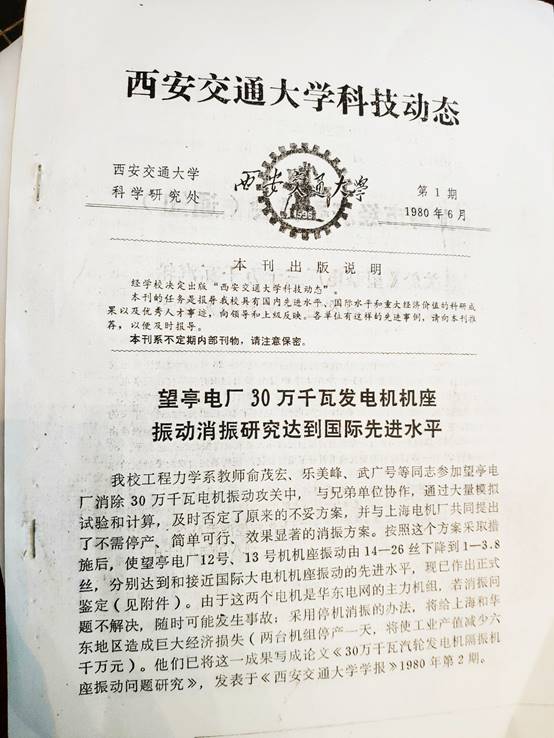 西安交通大学科技动态
西安交通大学
科学研究处
西安交通大学
1896
第1期
1980年6月
本刊出版说明
经学校决定出版“西安交通大学科技动态”。
本刊的任务是报导我校具有国内先进水平、国际水平和重大经济价值的科研成
果以及优秀人才事迹，向领导和上级反映。各单位有这样的先进事例，请向本刊推
荐，以便及时报导。
本刊系不定期内部刊物，请注意保密。
望亭电厂30万千瓦发电机机座
振动消振研究达到国际先进水平
我校工程力学系教师俞茂宏、乐美峰、武广号等同志参加望亭电
厂消除30万千瓦电机振动攻关中，与兄弟单位协作，通过大量模拟
试验和计算，及时否定了原来的不妥方案，并与上海电机厂共同提出
了不需停产、简单可行、效果显著的消振方案。按照这个方案采取措
施后，使望亭电厂12号、13号机机座振动由14—26丝下降到1—3.8
丝，分别达到和接近国际大电机机座振动的先进水平，现已作出正式
鉴定（见附件）。由于这两个电机是华东电网的主力机组，若消振问
题不解决，随时可能发生事故；采用停机消振的办法，将给上海和华
东地区造成巨大经济损失（两台机组停产一天，将使工业产值减少六
千万元）。他们已将这一成果写成论文《30万千瓦汽轮发电机隔振机
座振动问题研究》，发表于《西安交通大学学报》1980年第2期。